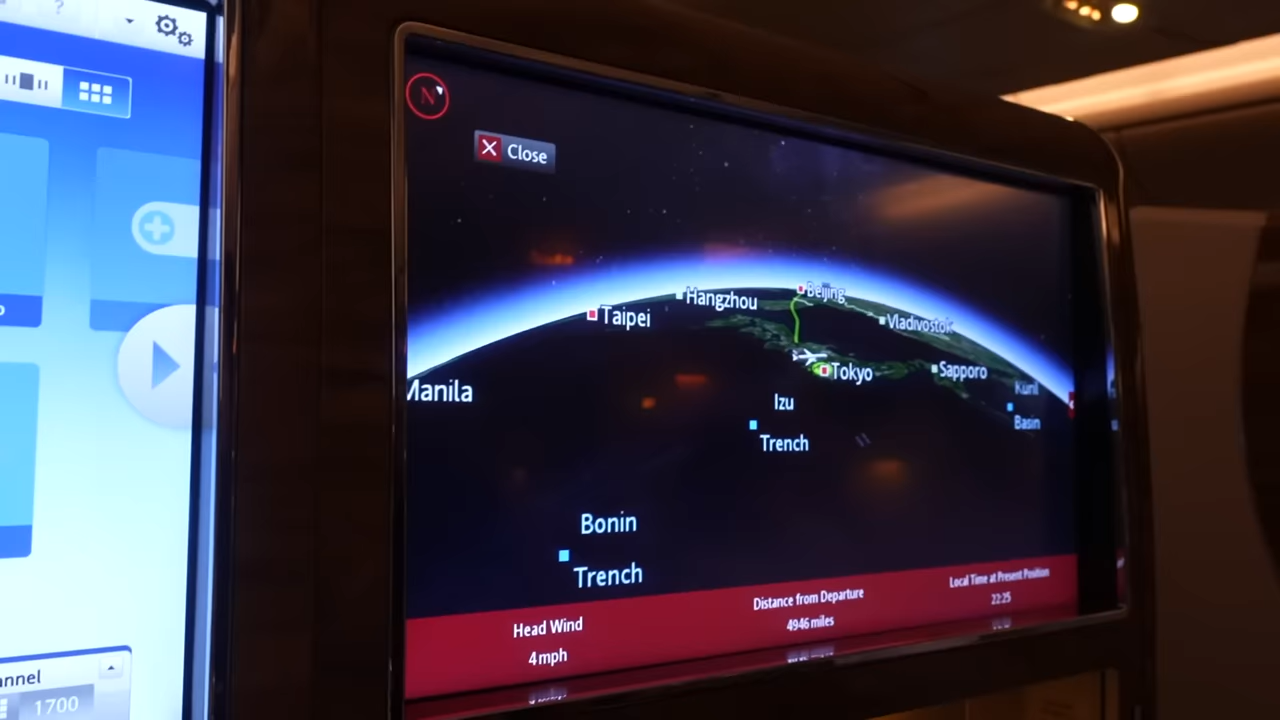 ?
N
Close
Beijing
Hangzhou
Taipei
Vladivostok
Tokyo
Sapporo
Manila
Izu
Trench
Kuril
Basin
Bonin
Trench
Head Wind
4 mph
Distance from Departure
4946 miles
Local Time at Present Position
22:25
nnel
1700